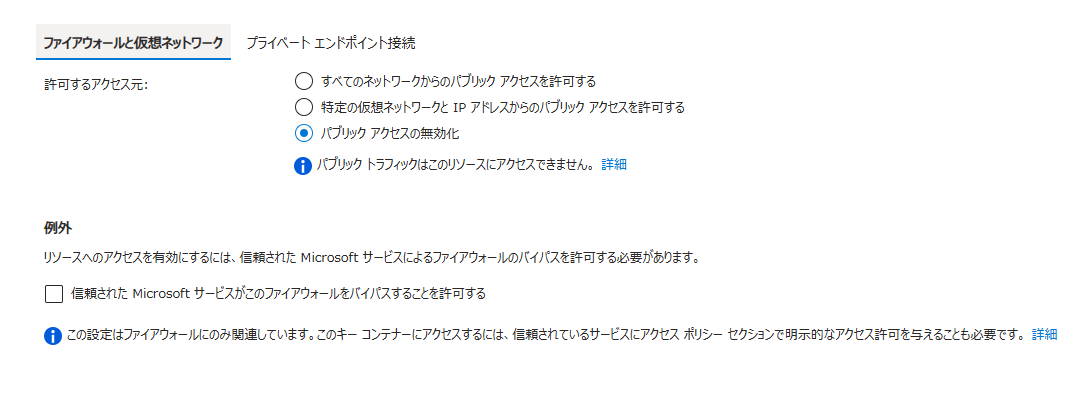 ファイアウォールと仮想ネットワーク プライベート エンドポイント接続
許可するアクセス元:
すべてのネットワークからのパブリック アクセスを許可する
特定の仮想ネットワークと IP アドレスからのパブリック アクセスを許可する
パブリック アクセスの無効化
パブリック トラフィックはこのリソースにアクセスできません。 詳細
例外
リソースへのアクセスを有効にするには、信頼された Microsoft サービスによるファイアウォールのバイパスを許可する必要があります。
信頼された Microsoft サービスがこのファイアウォールをバイパスすることを許可する
この設定はファイアウォールにのみ関連しています。このキー コンテナーにアクセスするには、信頼されているサービスにアクセス ポリシー セクションで明示的なアクセス許可を与えることも必要です。 詳細